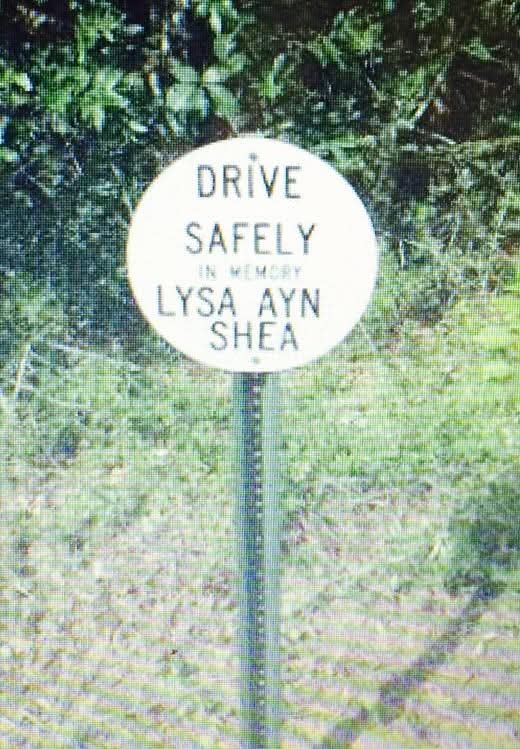 DRIVE
SAFELY
IN MEMORY
LYSA AYN
SHEA